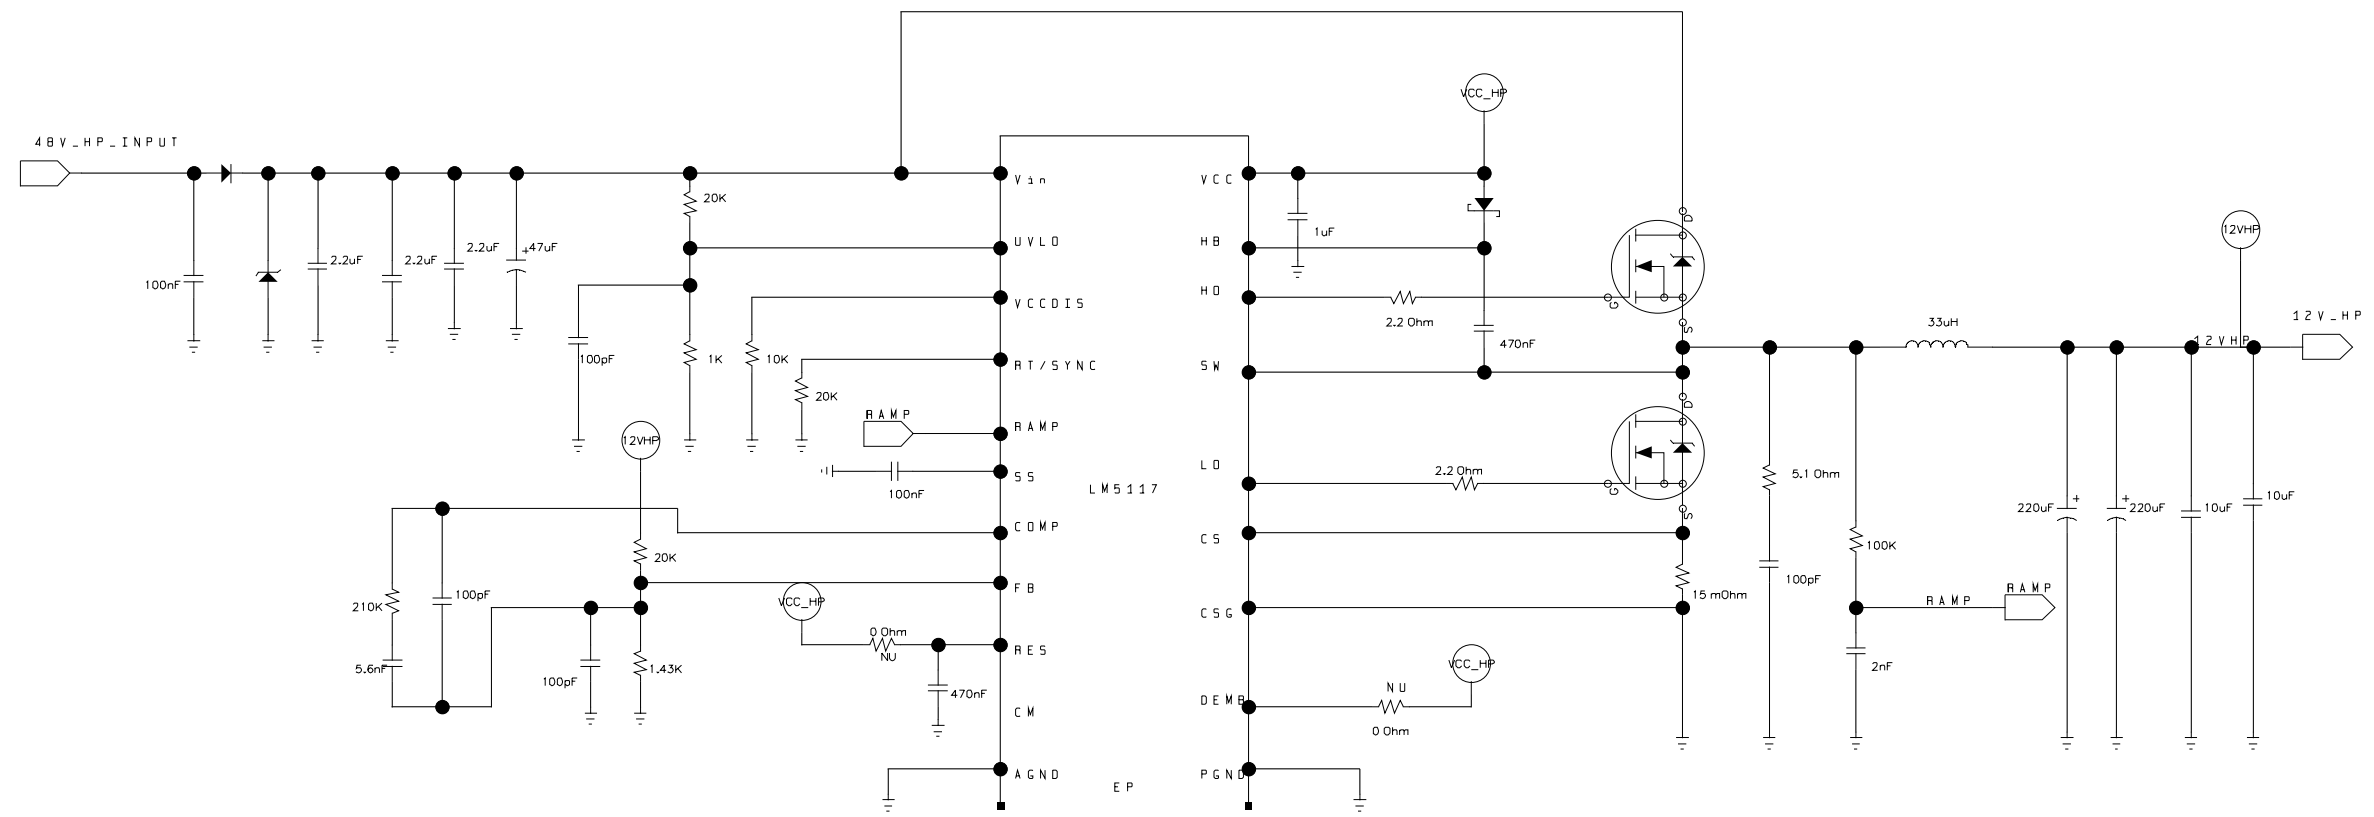 48V_HP_INPUT
100nF
2.2uF
2.2uF
2.2uF
+47uF
20K
100pF
1K
10K
20K
RAMP
12VHP
100nF
20K
210K
100pF
5.6nF
100pF
1.43K
VCC_HP
0 Ohm
NU
470nF
Vin
UVLO
VCCDIS
RT/SYNC
RAMP
SS
COMP
FB
RES
CM
AGND
LM5117
EP
VCC
HB
HO
SW
LO
CS
CSG
DEMB
PGND
VCC_HP
1uF
2.2 Ohm
470nF
D
G
S
2.2 Ohm
D
G
S
15 mOhm
NU
0 Ohm
VCC_HP
5.1 Ohm
100pF
100K
2nF
RAMP
RAMP
33uH
12VHP
12VHP
12V_HP
+
220uF
+
220uF
10uF
10uF